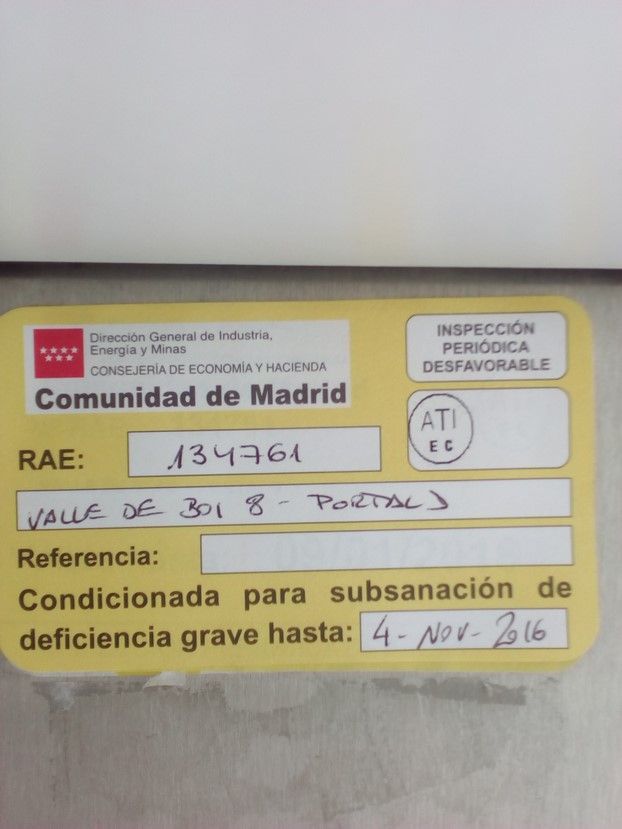 Dirección General de Industria,
Energía y Minas
CONSEJERÍA DE ECONOMÍA Y HACIENDA
Comunidad de Madrid
INSPECCIÓN
PERIÓDICA
DESFAVORABLE
ATI
EC
RAE: 134761
VALLE DE BOI 8 - PORTAL J
Referencia:
Condicionada para subsanación de
deficiencia grave hasta: 4-NOV-2016